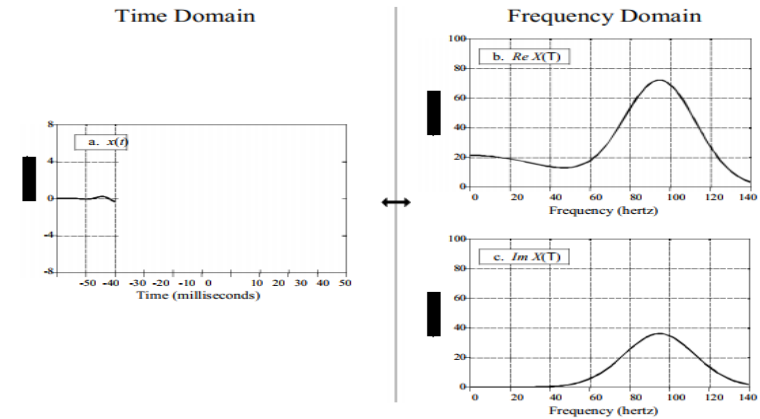 Time Domain
a. x(t)
8
4
0
-4
-8
-50 -40 -30 -20 -10 0 10 20 30 40 50
Time (milliseconds)
Frequency Domain
b. Re X(T)
100
80
60
40
20
0
0 20 40 60 80 100 120 140
Frequency (hertz)
c. Im X(T)
100
80
60
40
20
0
0 20 40 60 80 100 120 140
Frequency (hertz)